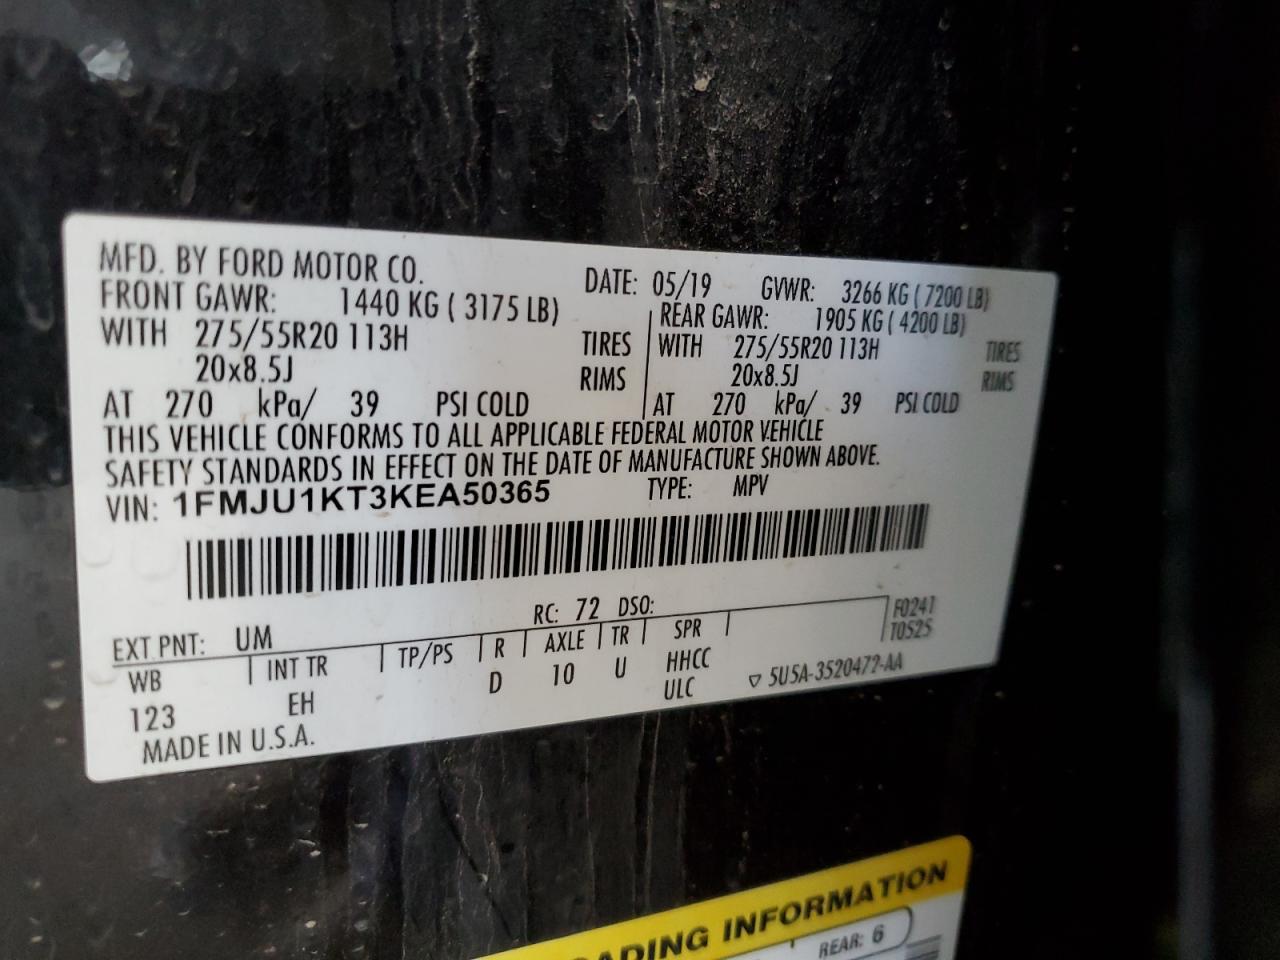 MFD. BY FORD MOTOR CO.
DATE: 05/19 GVWR: 3266 KG ( 7200 LB)
FRONT GAWR: 1440 KG ( 3175 LB)
REAR GAWR: 1905 KG ( 4200 LB)
WITH 275/55R20 113H TIRES
WITH 275/55R20 113H TIRES
20x8.5J RIMS
20x8.5J RIMS
AT 270 kPa/ 39 PSI COLD
AT 270 kPa/ 39 PSI COLD
THIS VEHICLE CONFORMS TO ALL APPLICABLE FEDERAL MOTOR VEHICLE
SAFETY STANDARDS IN EFFECT ON THE DATE OF MANUFACTURE SHOWN ABOVE.
VIN: 1FMJU1KT3KEA50365 TYPE: MPV
RC: 72 DSO:
F0241
T0525
EXT PNT: UM
WB INT TR TP/PS R AXLE TR SPR
123 EH D 10 U HHCC
ULC
▽ 5U5A-3520472-AA
MADE IN U.S.A.
ADING INFORMATION
REAR: 6